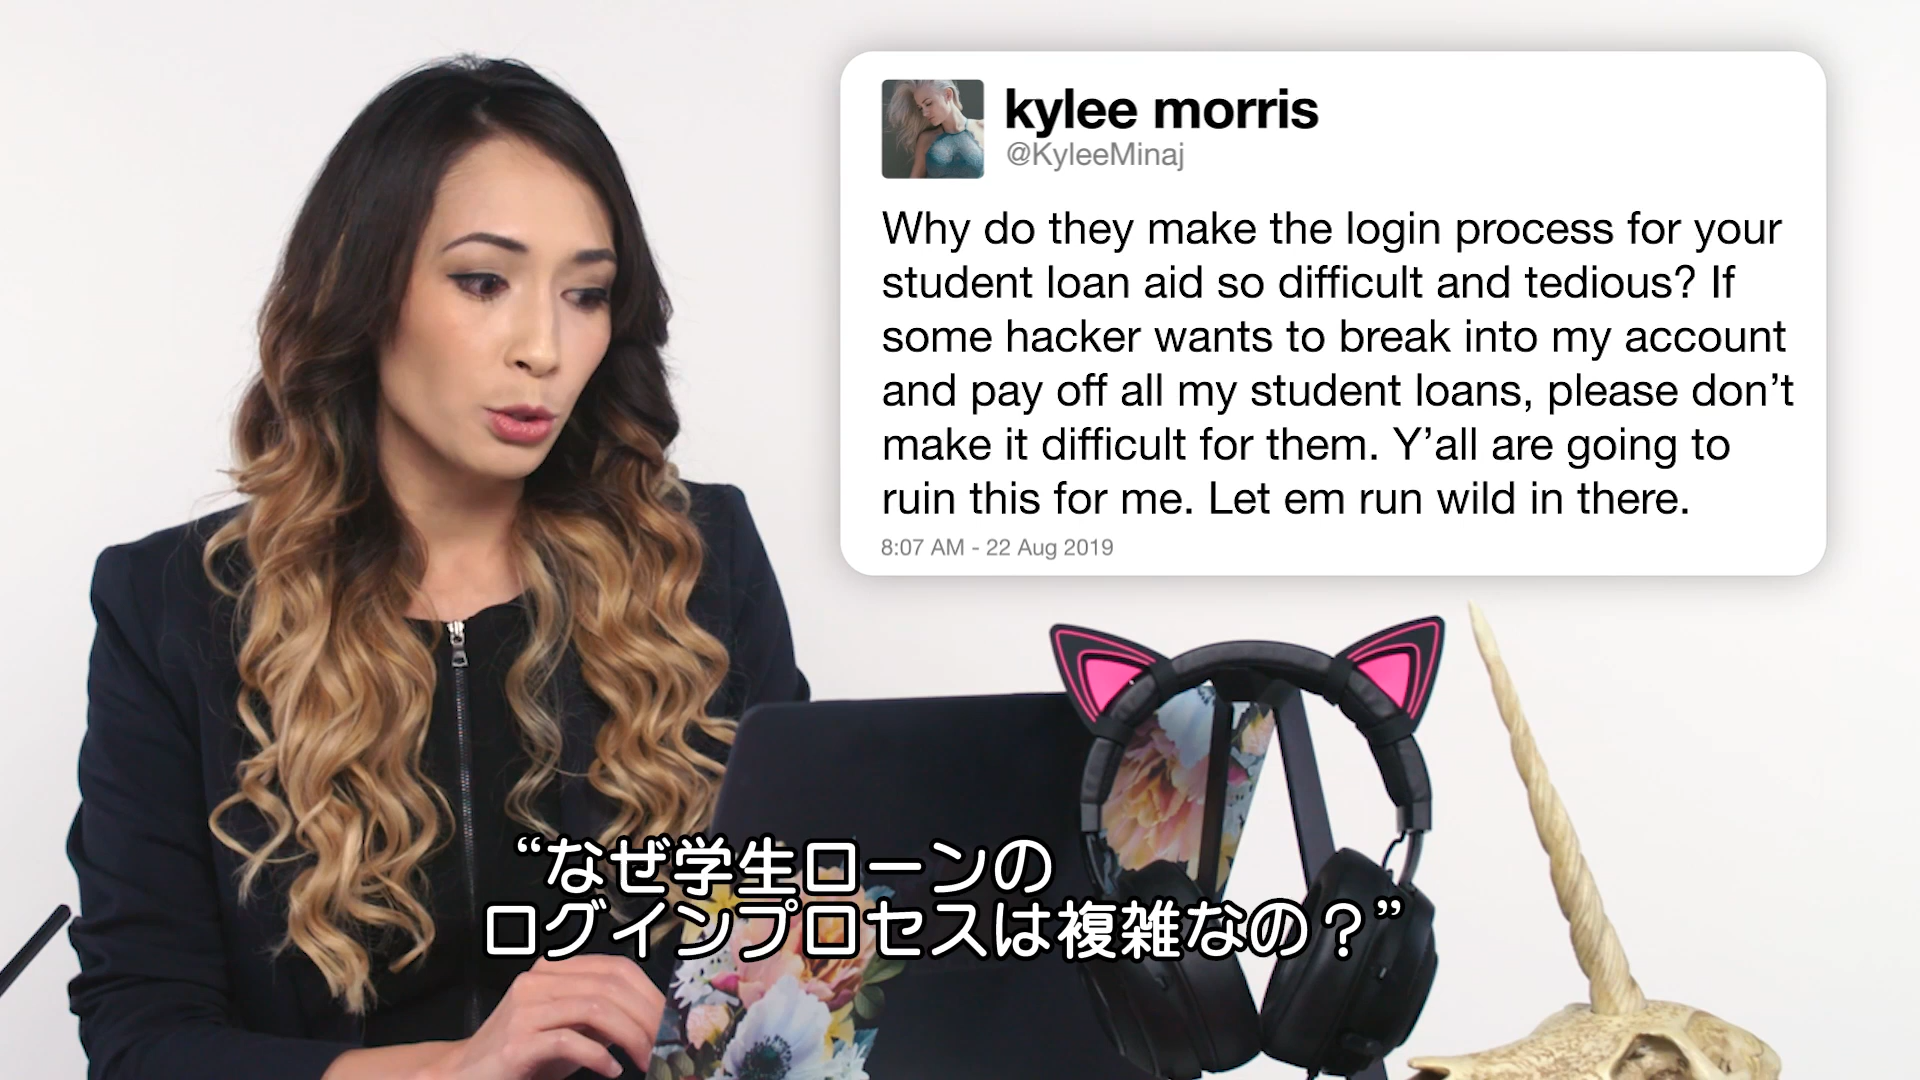 kylee morris
@KyleeMinaj
Why do they make the login process for your
student loan aid so difficult and tedious? If
some hacker wants to break into my account
and pay off all my student loans, please don’t
make it difficult for them. Y’all are going to
ruin this for me. Let em run wild in there.
8:07 AM - 22 Aug 2019
“なぜ学生ローンの
ログインプロセスは複雑なの？”